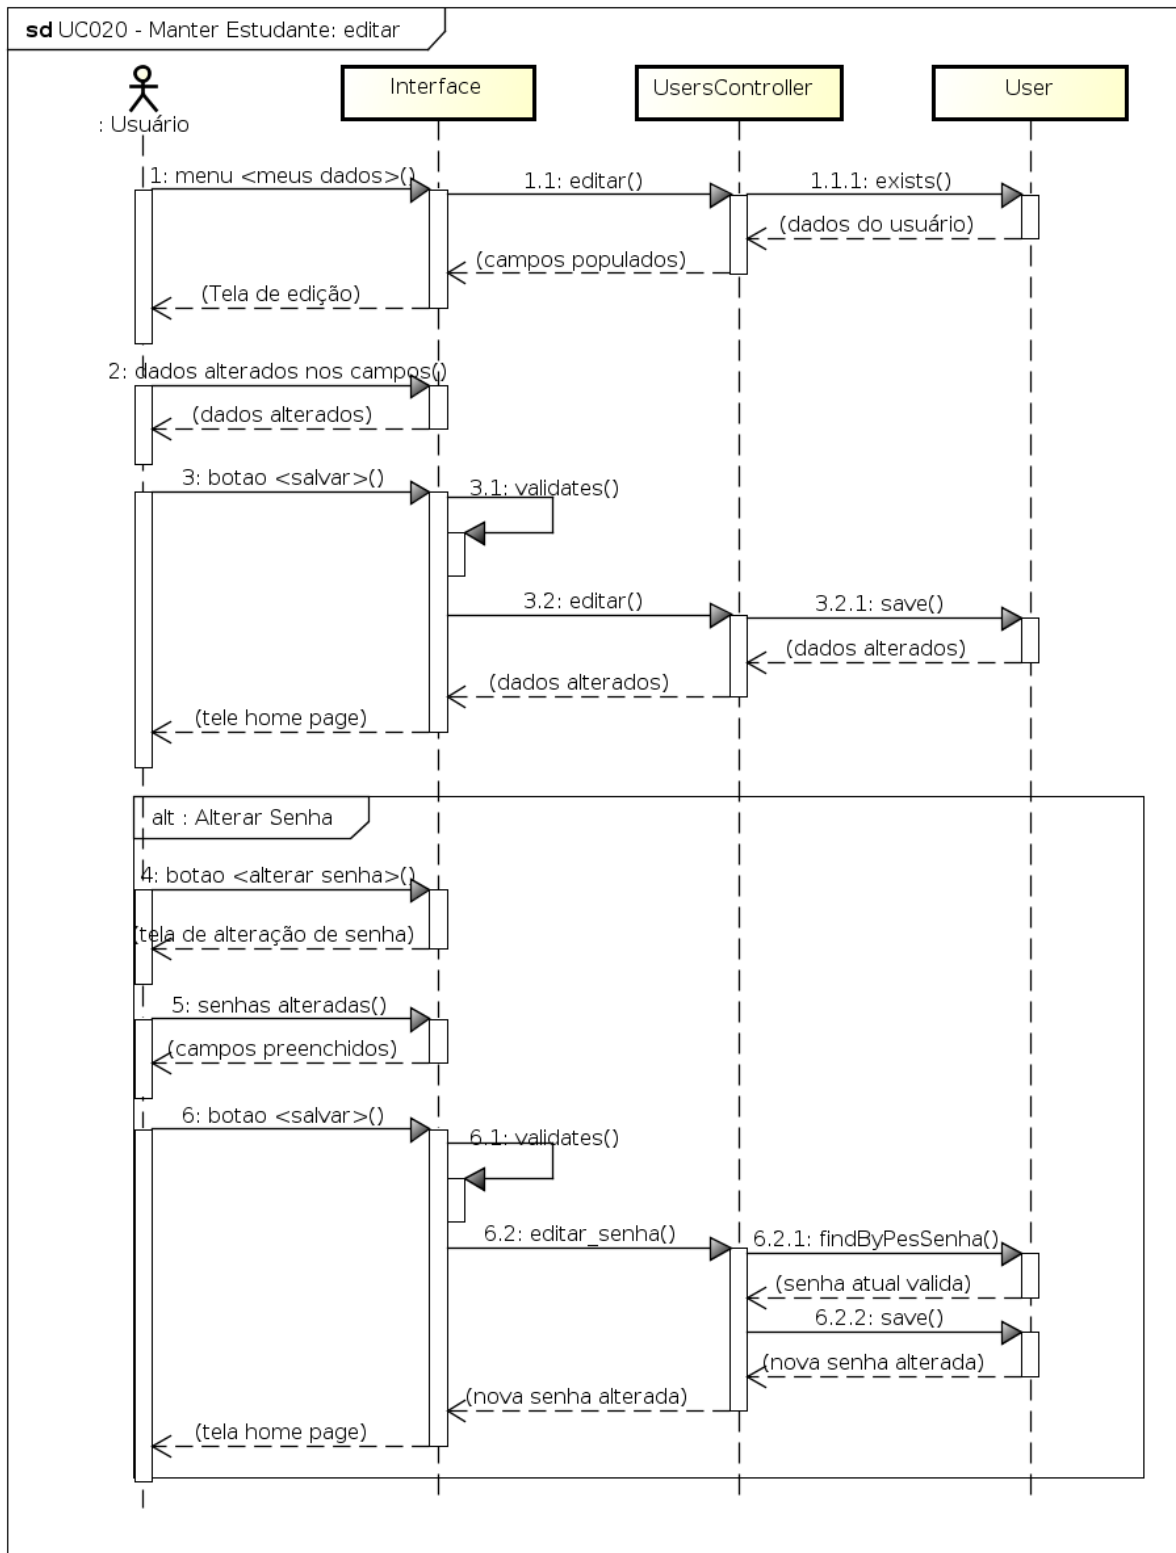 sd UC020 - Manter Estudante: editar
: Usuário
Interface
UsersController
User
1: menu <meus dados>()
1.1: editar()
1.1.1: exists()
(dados do usuário)
(campos populados)
(Tela de edição)
2: dados alterados nos campos()
(dados alterados)
3: botao <salvar>()
3.1: validates()
3.2: editar()
3.2.1: save()
(dados alterados)
(dados alterados)
(tele home page)
alt : Alterar Senha
4: botao <alterar senha>()
(tela de alteração de senha)
5: senhas alteradas()
(campos preenchidos)
6: botao <salvar>()
6.1: validates()
6.2: editar_senha()
6.2.1: findByPesSenha()
(senha atual valida)
6.2.2: save()
(nova senha alterada)
(nova senha alterada)
(tela home page)